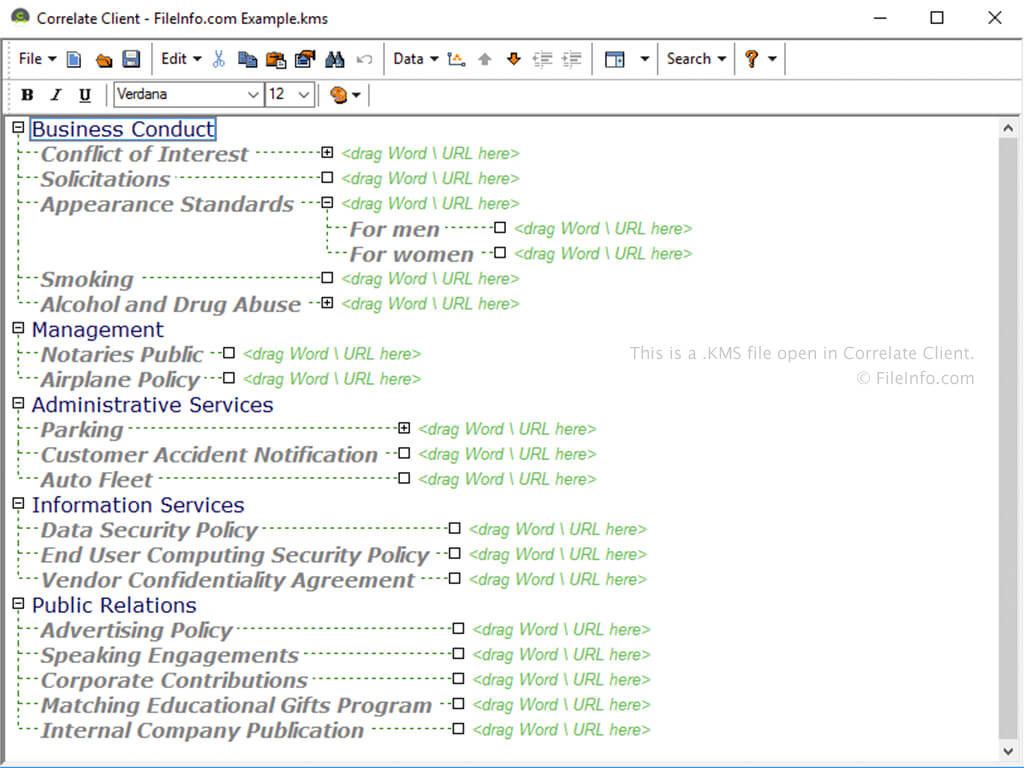 Correlate Client - FileInfo.com Example.kms
File Edit Data Search ?
B I U Verdana 12
Business Conduct
Conflict of Interest <drag Word \ URL here>
Solicitations <drag Word \ URL here>
Appearance Standards <drag Word \ URL here>
For men <drag Word \ URL here>
For women <drag Word \ URL here>
Smoking <drag Word \ URL here>
Alcohol and Drug Abuse <drag Word \ URL here>
Management
Notaries Public <drag Word \ URL here>
This is a .KMS file open in Correlate Client.
Airplane Policy <drag Word \ URL here>
© FileInfo.com
Administrative Services
Parking <drag Word \ URL here>
Customer Accident Notification <drag Word \ URL here>
Auto Fleet <drag Word \ URL here>
Information Services
Data Security Policy <drag Word \ URL here>
End User Computing Security Policy <drag Word \ URL here>
Vendor Confidentiality Agreement <drag Word \ URL here>
Public Relations
Advertising Policy <drag Word \ URL here>
Speaking Engagements <drag Word \ URL here>
Corporate Contributions <drag Word \ URL here>
Matching Educational Gifts Program <drag Word \ URL here>
Internal Company Publication <drag Word \ URL here>